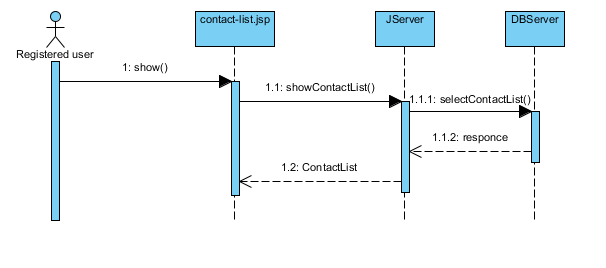 contact-list.jsp
JServer
DBServer
Registered user
1: show()
1.1: showContactList()
1.1.1: selectContactList()
1.1.2: responce
1.2: ContactList